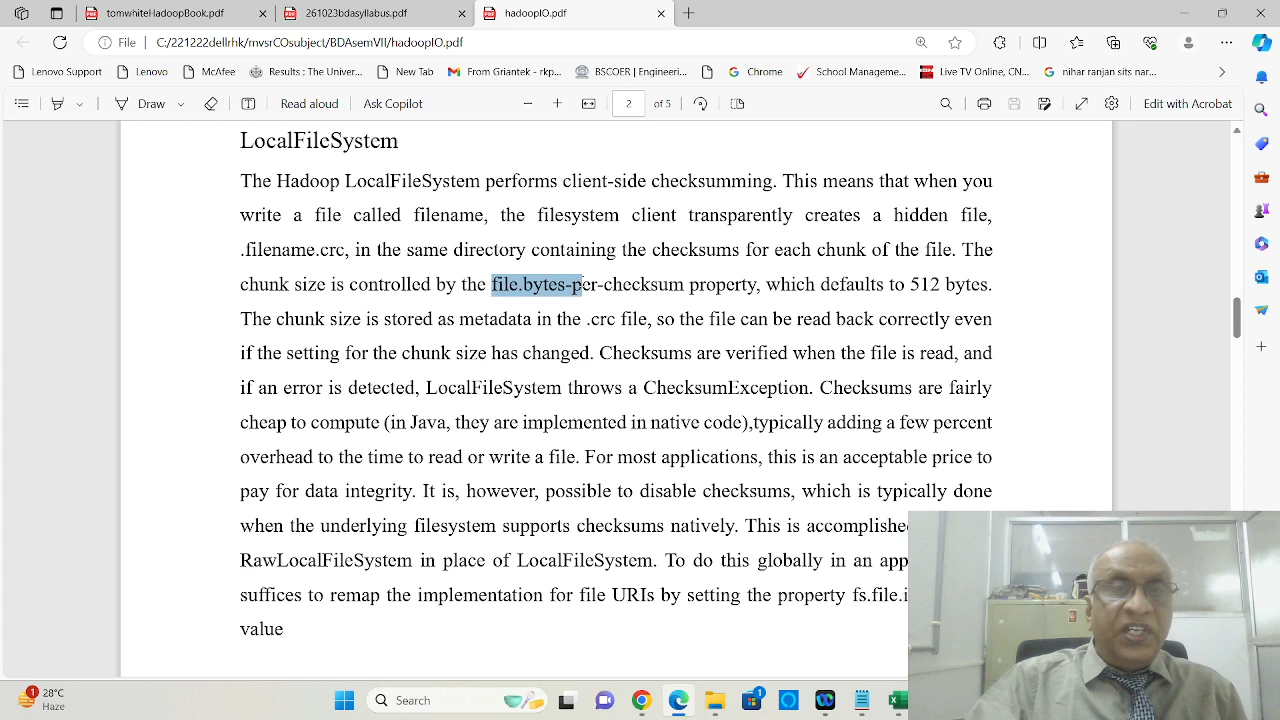 tomwhiteHadoopBook.pdf
261023bdasyllabus.pdf
hadoopIO.pdf
File
C:/221222dellrhk/mvsrCOsubject/BDAsemVII/hadoopIO.pdf
Lenovo Support
Lenovo
McAfee
Results : The Univer...
New Tab
From Griantek - rkp...
BSCOER | Engineeri...
Chrome
School Manageme...
Live TV Online, CN...
nihar ranjan sits nar...
Draw
Read aloud
Ask Copilot
2
of 5
Edit with Acrobat
LocalFileSystem
The Hadoop LocalFileSystem performs client-side checksumming. This means that when you
write a file called filename, the filesystem client transparently creates a hidden file,
.filename.crc, in the same directory containing the checksums for each chunk of the file. The
chunk size is controlled by the file.bytes-per-checksum property, which defaults to 512 bytes.
The chunk size is stored as metadata in the .crc file, so the file can be read back correctly even
if the setting for the chunk size has changed. Checksums are verified when the file is read, and
if an error is detected, LocalFileSystem throws a ChecksumException. Checksums are fairly
cheap to compute (in Java, they are implemented in native code),typically adding a few percent
overhead to the time to read or write a file. For most applications, this is an acceptable price to
pay for data integrity. It is, however, possible to disable checksums, which is typically done
when the underlying filesystem supports checksums natively. This is accomplished
RawLocalFileSystem in place of LocalFileSystem. To do this globally in an app
suffices to remap the implementation for file URIs by setting the property fs.file.i
value
1
28°C
Haze
Search
1